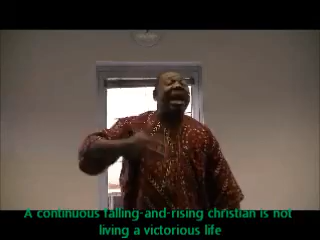 A continuous falling-and-rising christian is not
living a victorious life